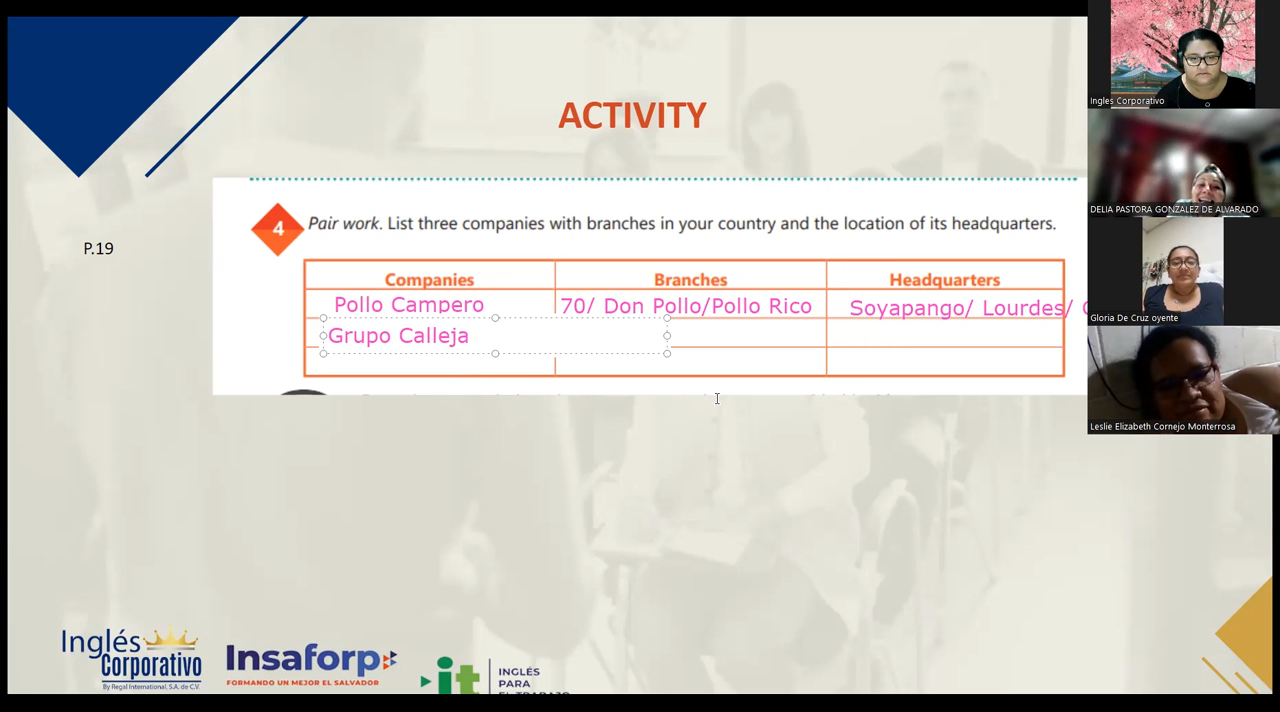 ACTIVITY
4 Pair work. List three companies with branches in your country and the location of its headquarters.
P.19
Companies Branches Headquarters
Pollo Campero 70/ Don Pollo/Pollo Rico Soyapango/ Lourdes/
Grupo Calleja
Ingles Corporativo
DELIA PASTORA GONZALEZ DE ALVARADO
Gloria De Cruz oyente
Leslie Elizabeth Cornejo Monterrosa
Inglés
Corporativo
By Regal International, S.A. de C.V.
Insaforp
FORMANDO UN MEJOR EL SALVADOR
it
INGLÉS
PARA
EL TRABAJO